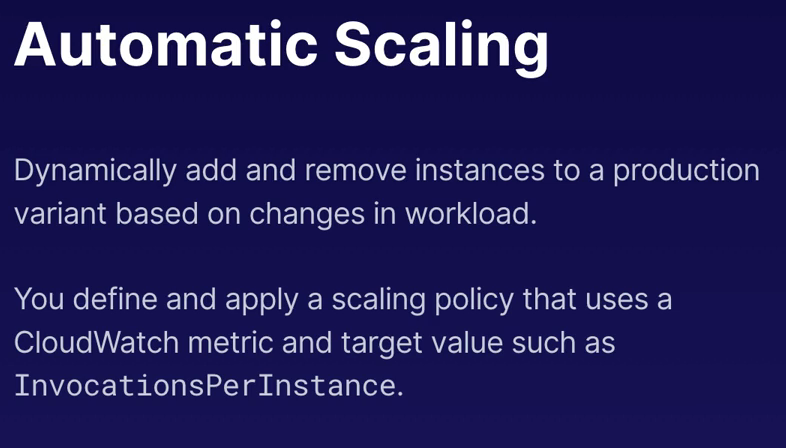 Automatic Scaling
Dynamically add and remove instances to a production
variant based on changes in workload.
You define and apply a scaling policy that uses a
CloudWatch metric and target value such as
InvocationsPerInstance.